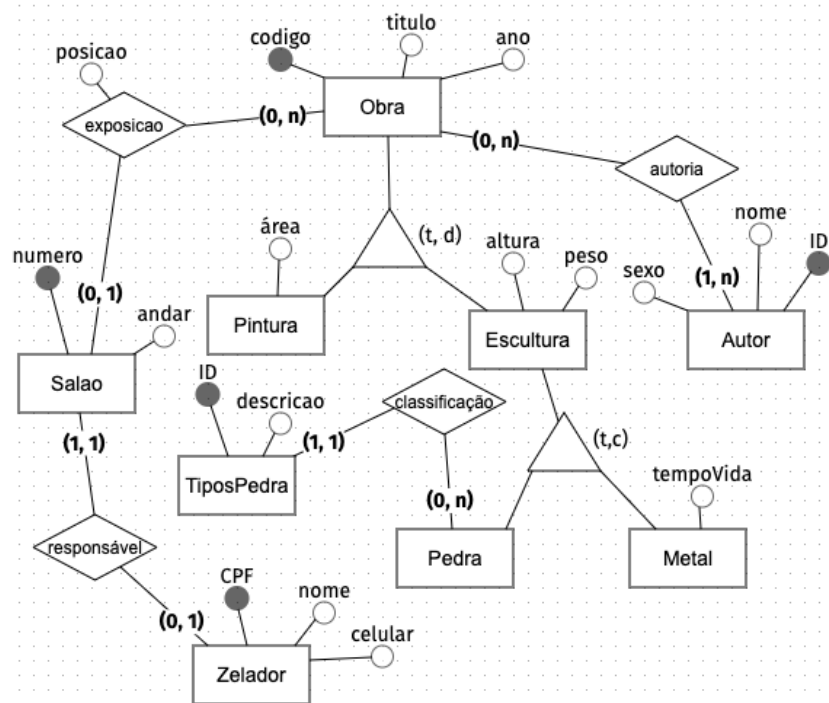 titulo
codigo
ano
posicao
Obra
(0, n)
exposicao
(0, n)
autoria
nome
ID
área
(t, d)
altura
peso
numero
sexo
(0, 1)
(1, n)
andar
Pintura
Escultura
Autor
Salao
ID
descricao
classificação
(1, 1)
(1, 1)
(t,c)
tempoVida
TiposPedra
(0, n)
responsável
Pedra
Metal
CPF
nome
(0, 1)
celular
Zelador